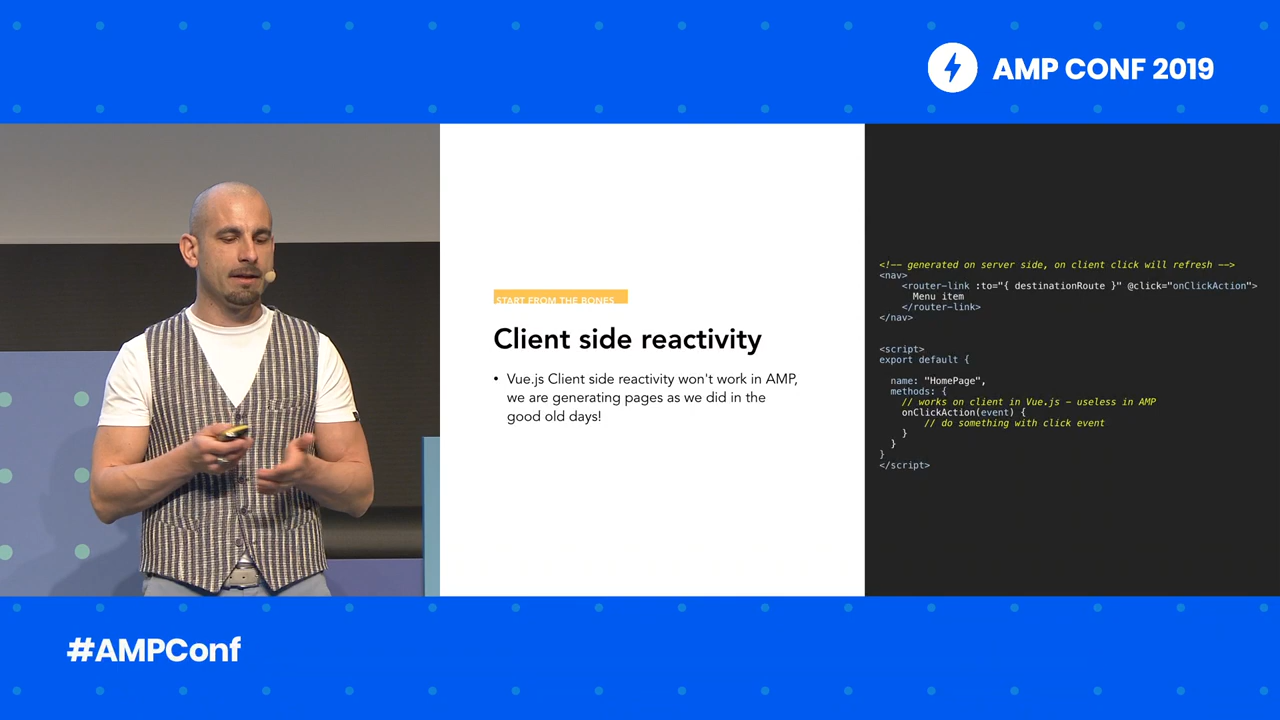 AMP CONF 2019
START FROM THE BONES
Client side reactivity
• Vue.js Client side reactivity won't work in AMP,
we are generating pages as we did in the
good old days!
<!-- generated on server side, on client click will refresh -->
<nav>
    <router-link :to="{ destinationRoute }" @click="onClickAction">
      Menu item
    </router-link>
</nav>
<script>
export default {
  name: "HomePage",
  methods: {
    // works on client in Vue.js - useless in AMP
    onClickAction(event) {
        // do something with click event
    }
  }
}
</script>
#AMPConf